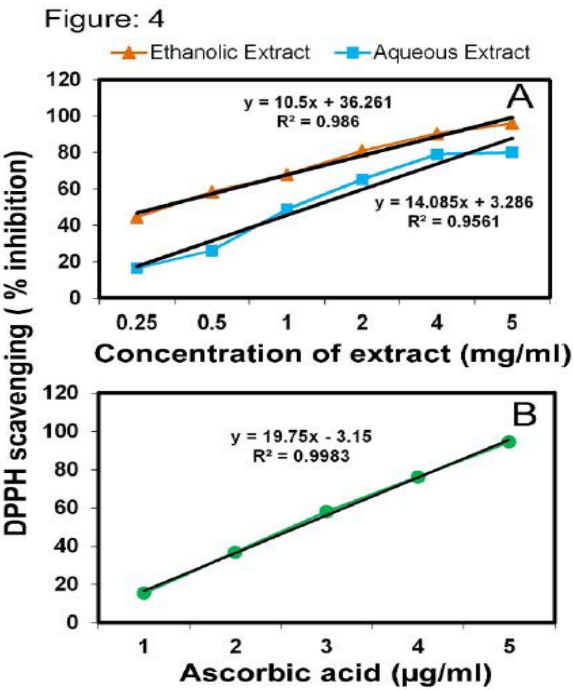 Figure: 4
Ethanolic Extract Aqueous Extract
A
120
100
80
60
40
20
0
y = 10.5x + 36.261
R² = 0.986
y = 14.085x + 3.286
R² = 0.9561
0.25 0.5 1 2 4 5
Concentration of extract (mg/ml)
DPPH scavenging ( % inhibition)
B
120
100
80
60
40
20
0
y = 19.75x - 3.15
R² = 0.9983
1 2 3 4 5
Ascorbic acid (µg/ml)